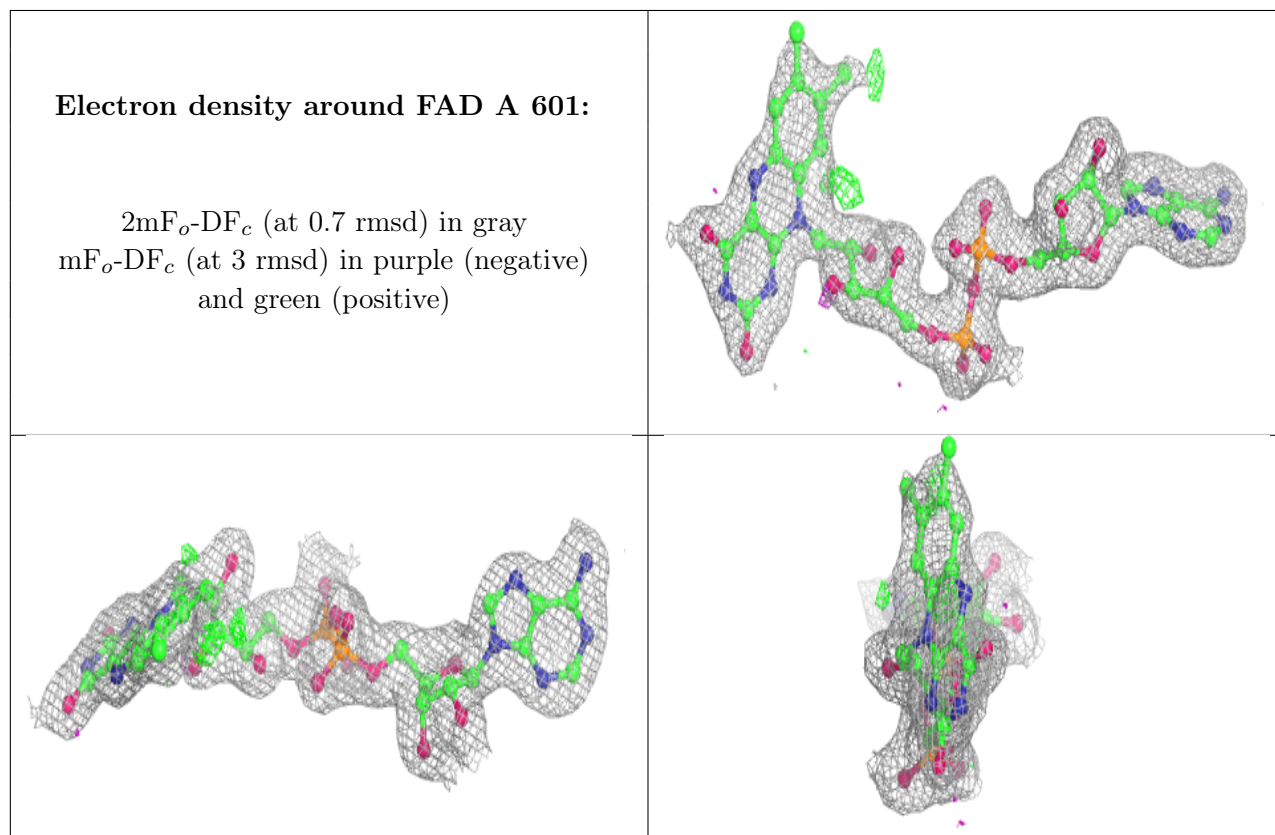 Electron density around FAD A 601:
2mFo-DFc (at 0.7 rmsd) in gray
mFo-DFc (at 3 rmsd) in purple (negative)
and green (positive)